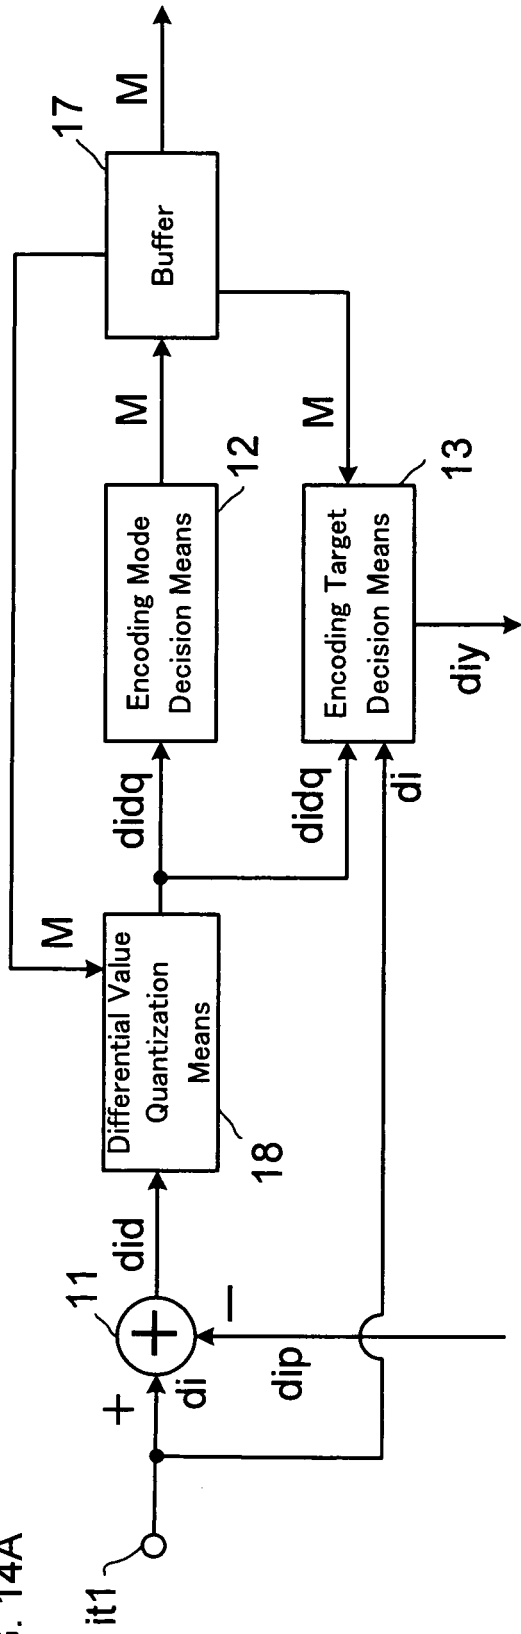 14A
it1
+
di
11
+
−
dip
did
Differential Value
Quantization
Means
18
M
didq
didq
di
Encoding Mode
Decision Means
12
Encoding Target
Decision Means
13
diy
M
M
Buffer
17
M